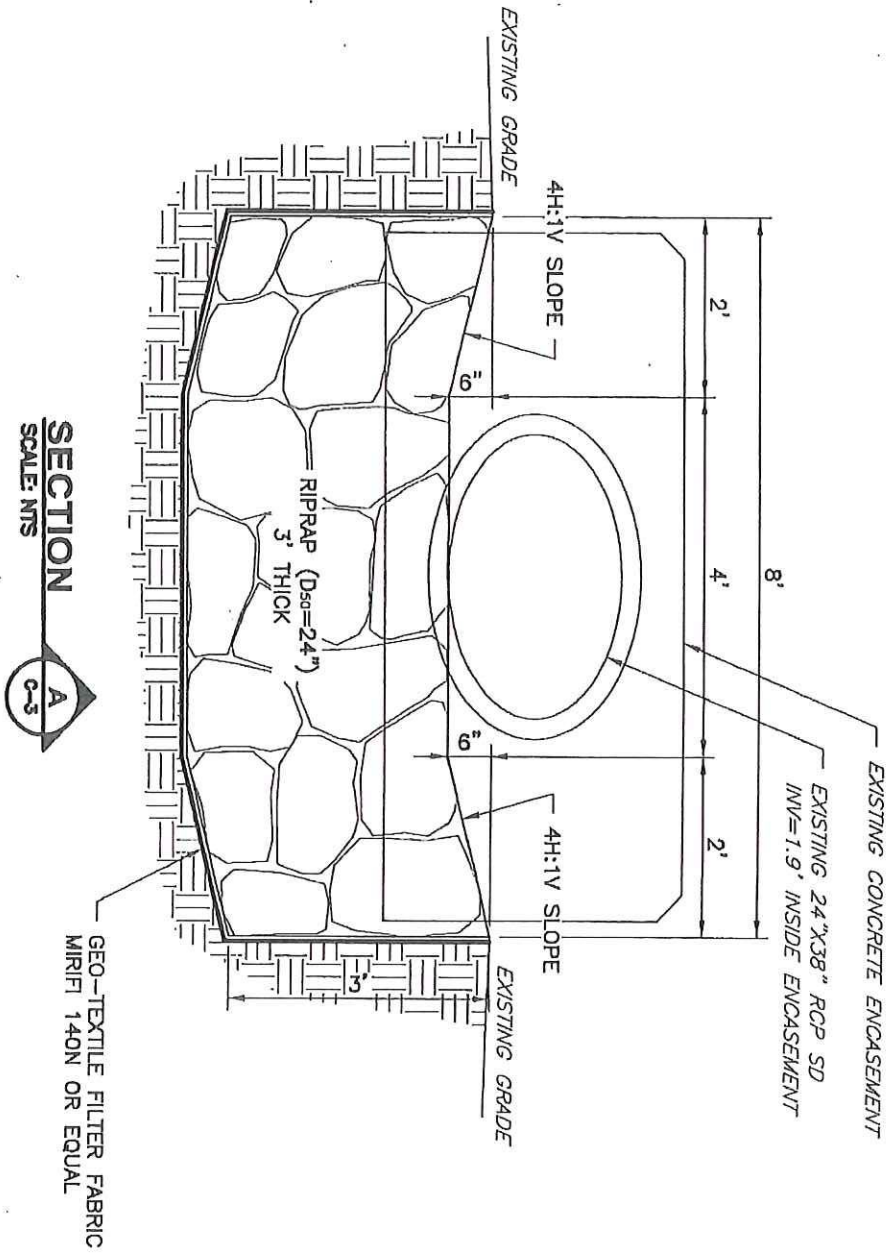 EXISTING CONCRETE ENCASEMENT
EXISTING 24"X38" RCP SD
INV=1.9' INSIDE ENCASEMENT
8'
2'
4'
2'
EXISTING GRADE
4H:1V SLOPE
6"
6"
4H:1V SLOPE
EXISTING GRADE
RIPRAP (D50=24")
3' THICK
3'
GEO-TEXTILE FILTER FABRIC
MIRIFI 140N OR EQUAL
SECTION
SCALE: NTS
A
C-3